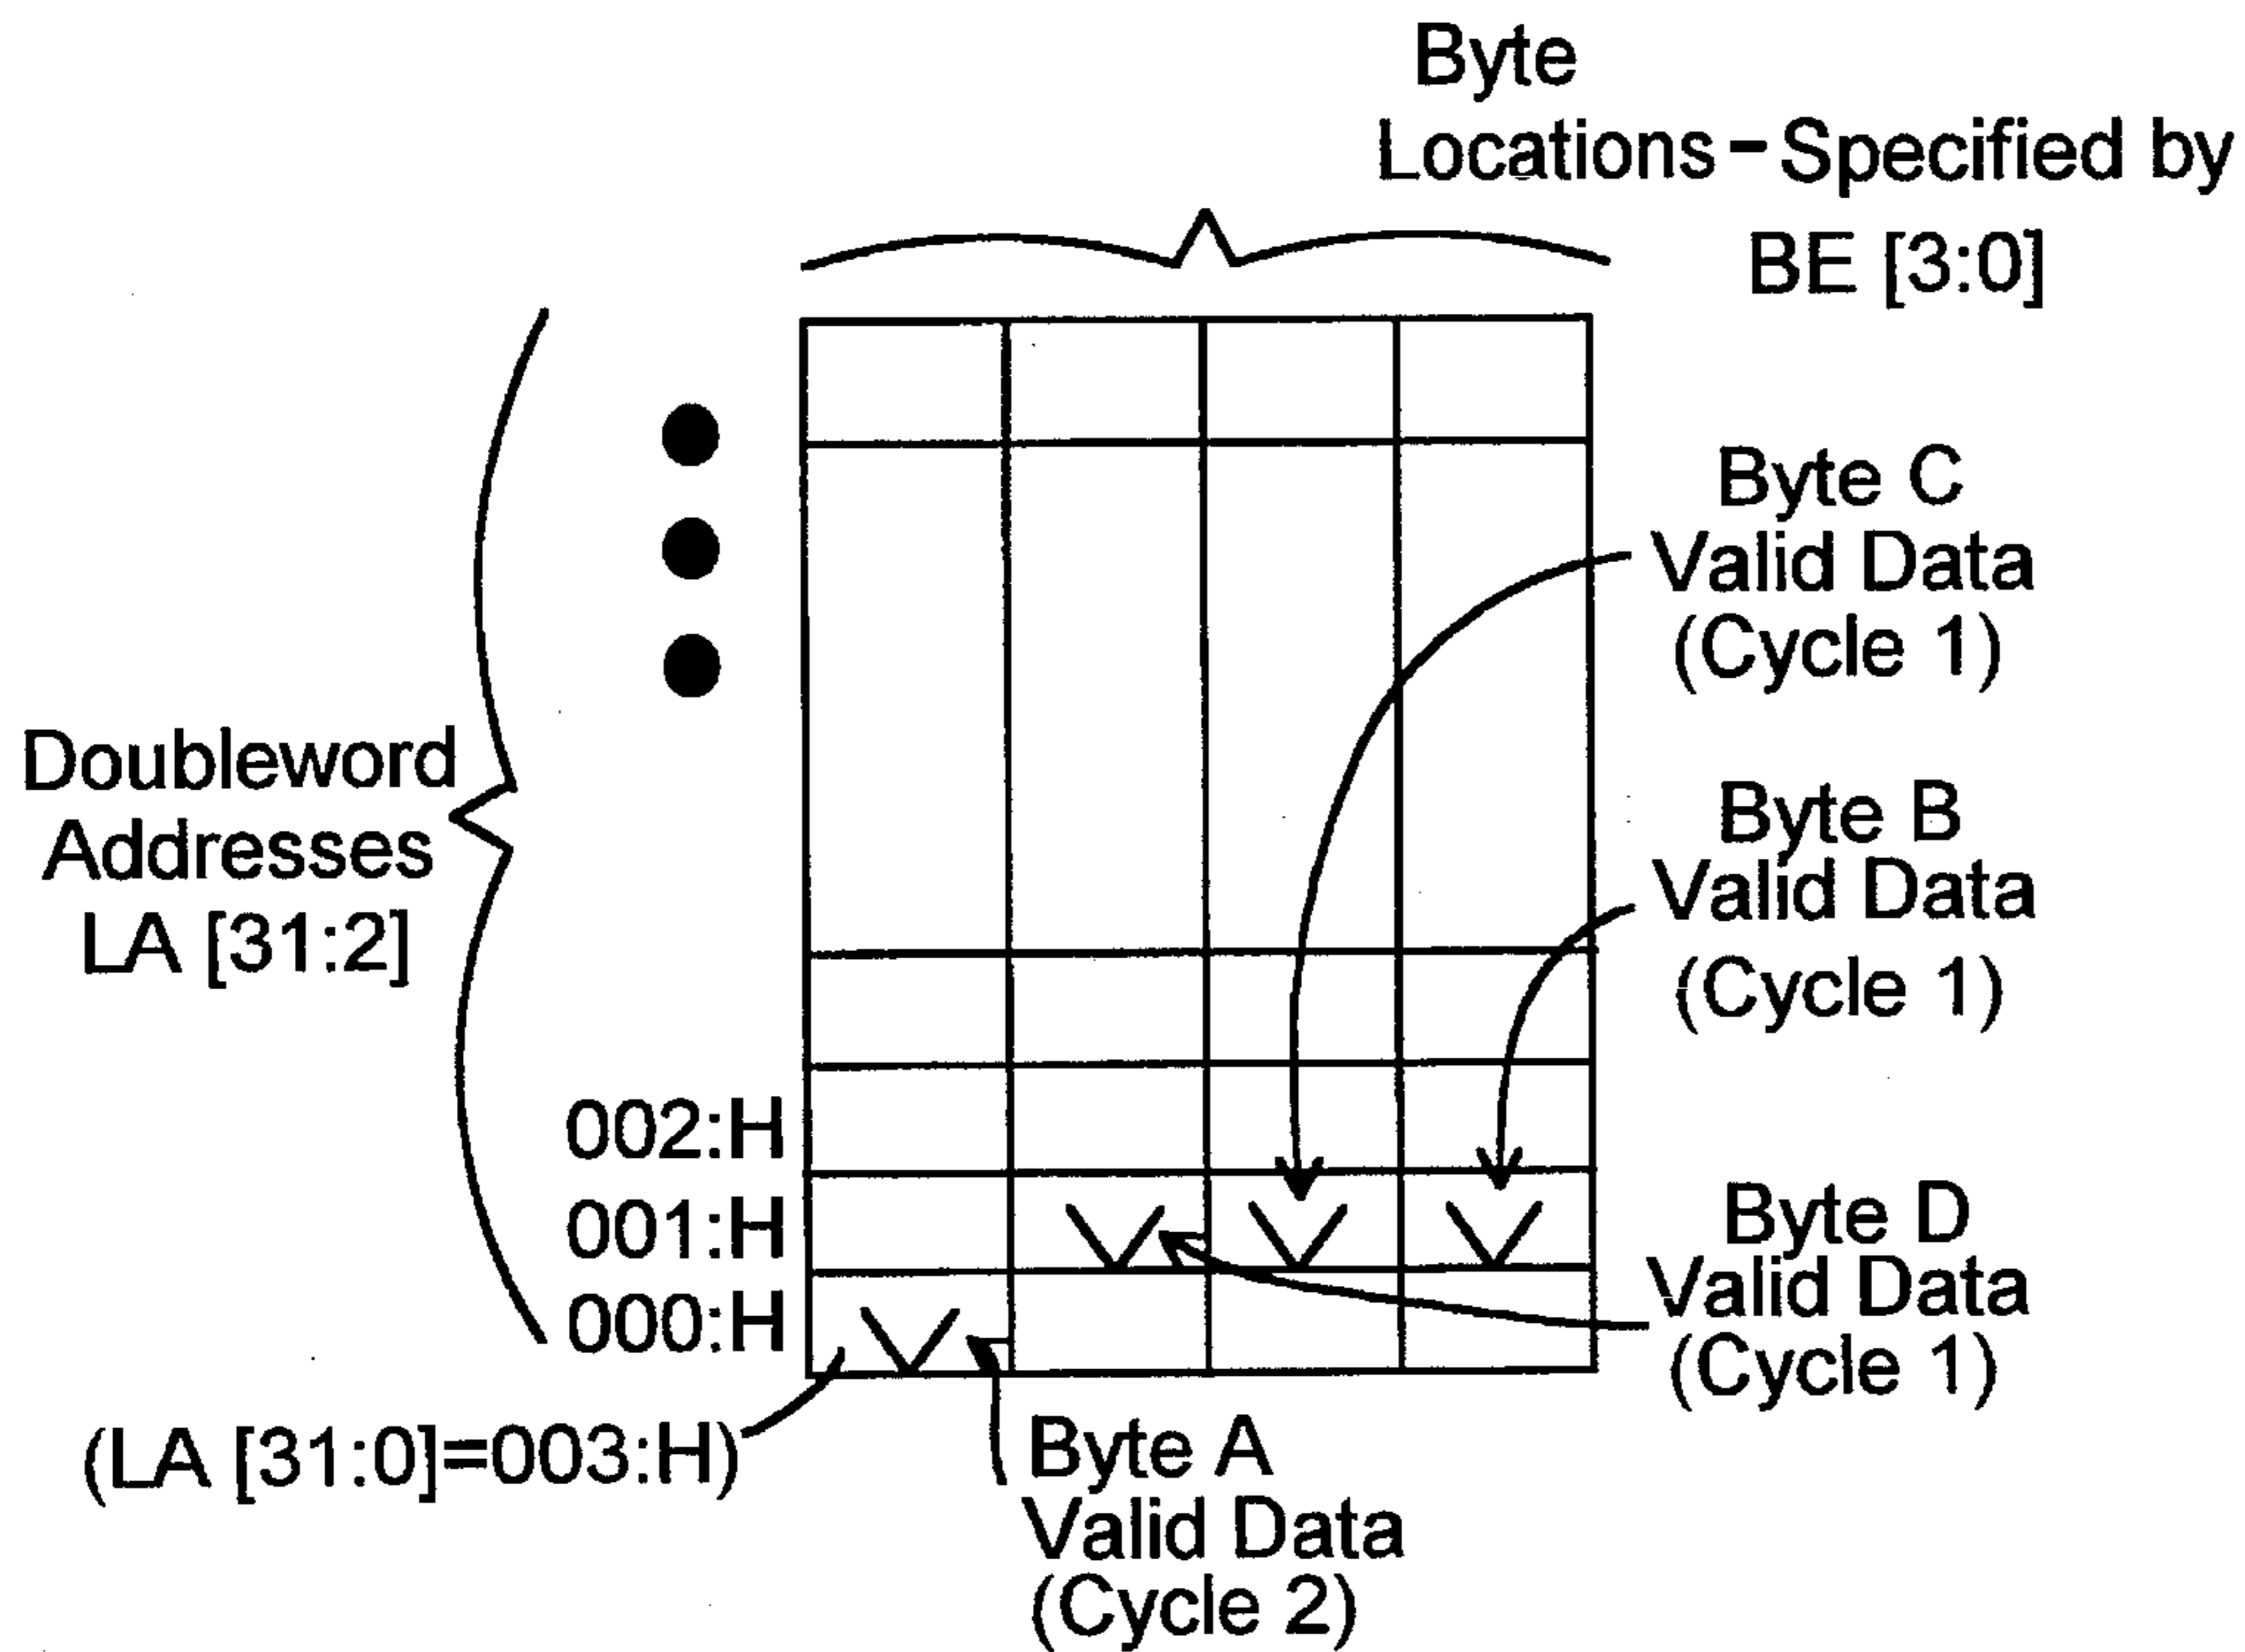 Byte
Locations-Specified by
BE [3:0]
Byte C
Valid Data
(Cycle 1)
Doubleword
Addresses
LA [31:2]
Byte B
Valid Data
(Cycle 1)
002:H
001:H
000:H
V V V
V
Byte D
Valid Data
(Cycle 1)
(LA [31:0]=003:H)
Byte A
Valid Data
(Cycle 2)